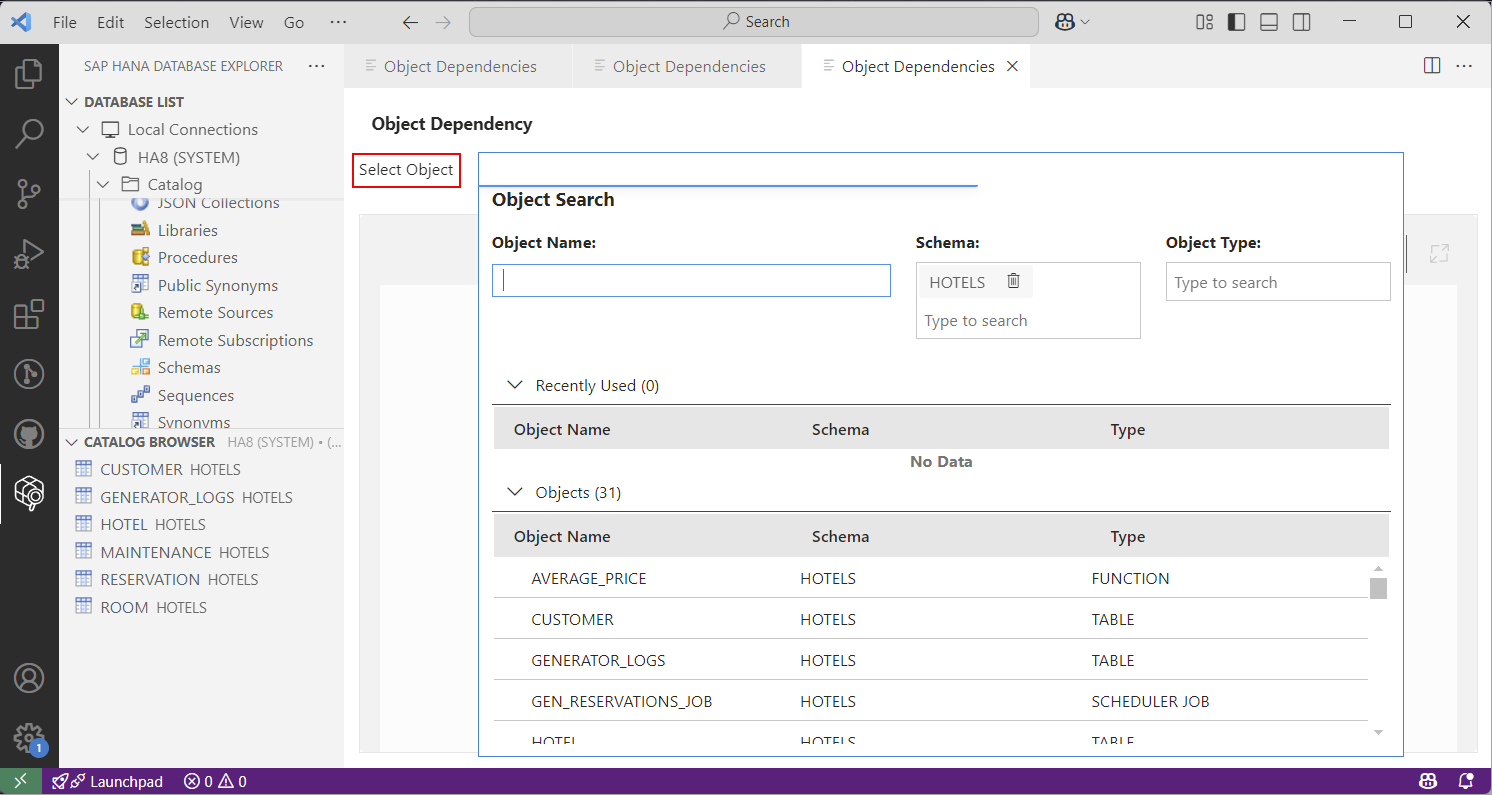 File Edit Selection View Go ··· Search
SAP HANA DATABASE EXPLORER ···
Object Dependencies
Object Dependencies
Object Dependencies
DATABASE LIST
Local Connections
HA8 (SYSTEM)
Catalog
JSON Collections
Libraries
Procedures
Public Synonyms
Remote Sources
Remote Subscriptions
Schemas
Sequences
Synonyms
CATALOG BROWSER HA8 (SYSTEM) • (...
CUSTOMER HOTELS
GENERATOR_LOGS HOTELS
HOTEL HOTELS
MAINTENANCE HOTELS
RESERVATION HOTELS
ROOM HOTELS
Object Dependency
Select Object
Object Search
Object Name: Schema: Object Type:
HOTELS Type to search
Type to search
Recently Used (0)
Object Name Schema Type
No Data
Objects (31)
Object Name Schema Type
AVERAGE_PRICE HOTELS FUNCTION
CUSTOMER HOTELS TABLE
GENERATOR_LOGS HOTELS TABLE
GEN_RESERVATIONS_JOB HOTELS SCHEDULER JOB
HOTEL HOTELS TABLE
1
Launchpad 0 0